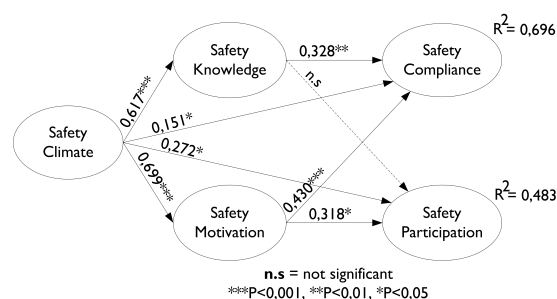 R²= 0,696
Safety
Knowledge
0,328**
Safety
Compliance
0,617***
n.s
0,151*
Safety
Climate
0,272*
0,699***
0,430***
R²= 0,483
Safety
Motivation
0,318*
Safety
Participation
n.s = not significant
***P<0,001, **P<0,01, *P<0,05